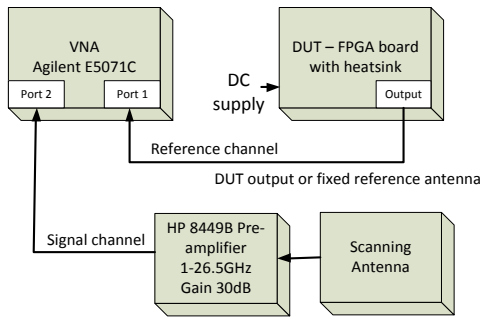 VNA
Agilent E5071C
Port 2
Port 1
DUT – FPGA board
with heatsink
Output
DC
supply
Reference channel
DUT output or fixed reference antenna
Signal channel
HP 8449B Pre-
amplifier
1-26.5GHz
Gain 30dB
Scanning
Antenna